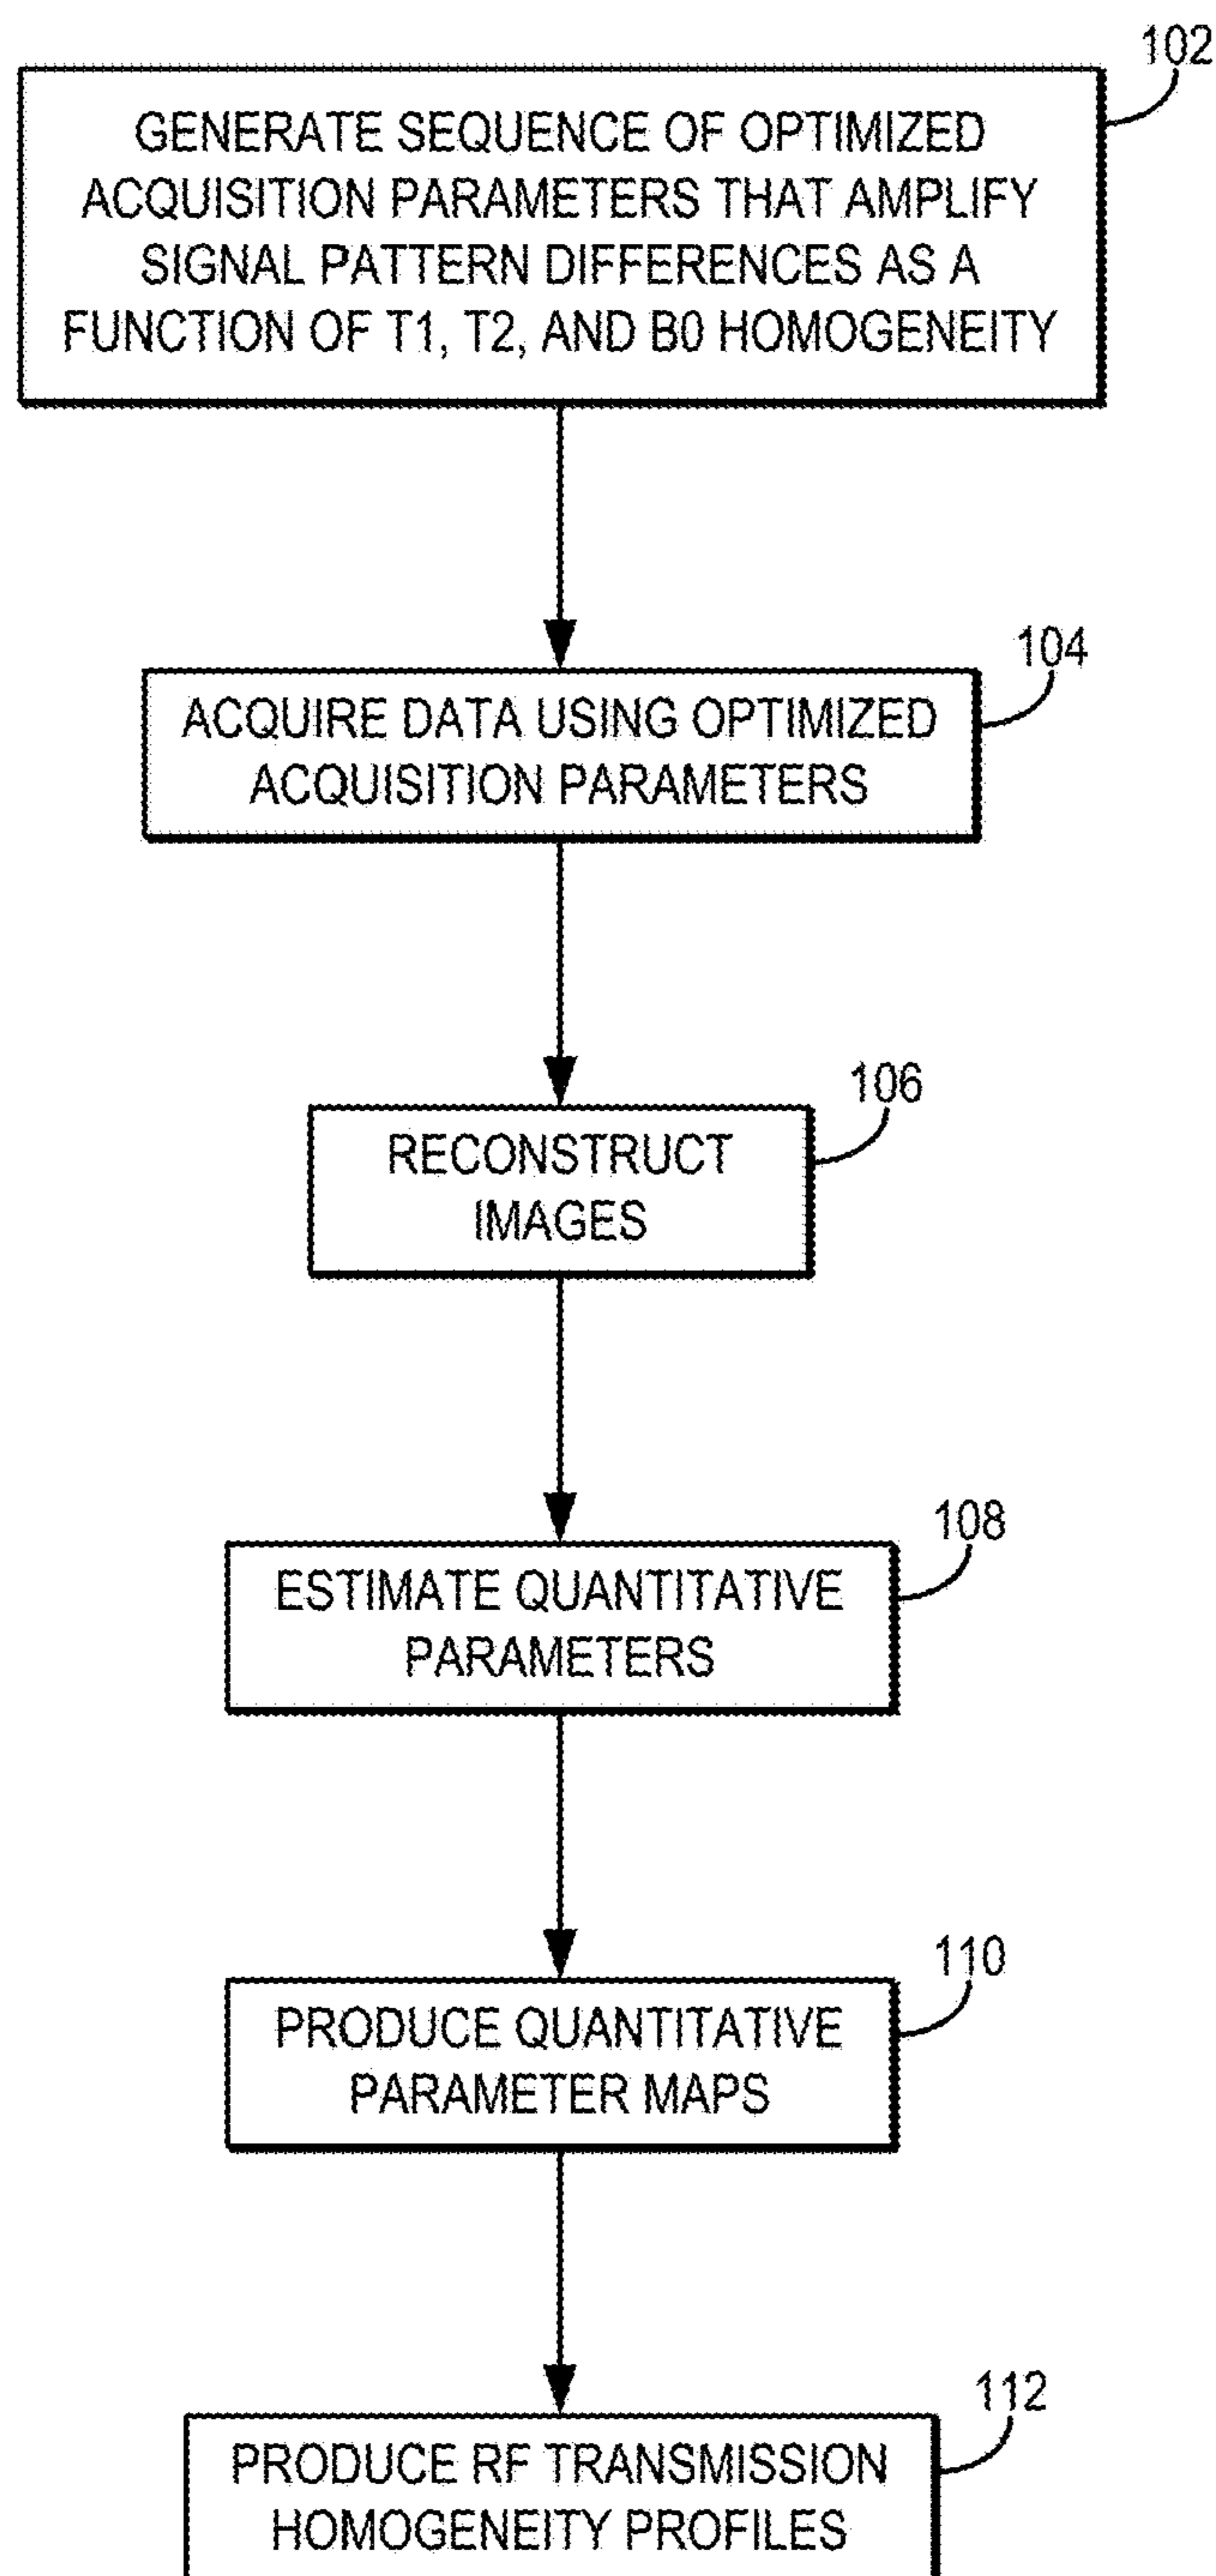 102
GENERATE SEQUENCE OF OPTIMIZED
ACQUISITION PARAMETERS THAT AMPLIFY
SIGNAL PATTERN DIFFERENCES AS A
FUNCTION OF T1, T2, AND B0 HOMOGENEITY
104
ACQUIRE DATA USING OPTIMIZED
ACQUISITION PARAMETERS
106
RECONSTRUCT
IMAGES
108
ESTIMATE QUANTITATIVE
PARAMETERS
110
PRODUCE QUANTITATIVE
PARAMETER MAPS
112
PRODUCE RF TRANSMISSION
HOMOGENEITY PROFILES